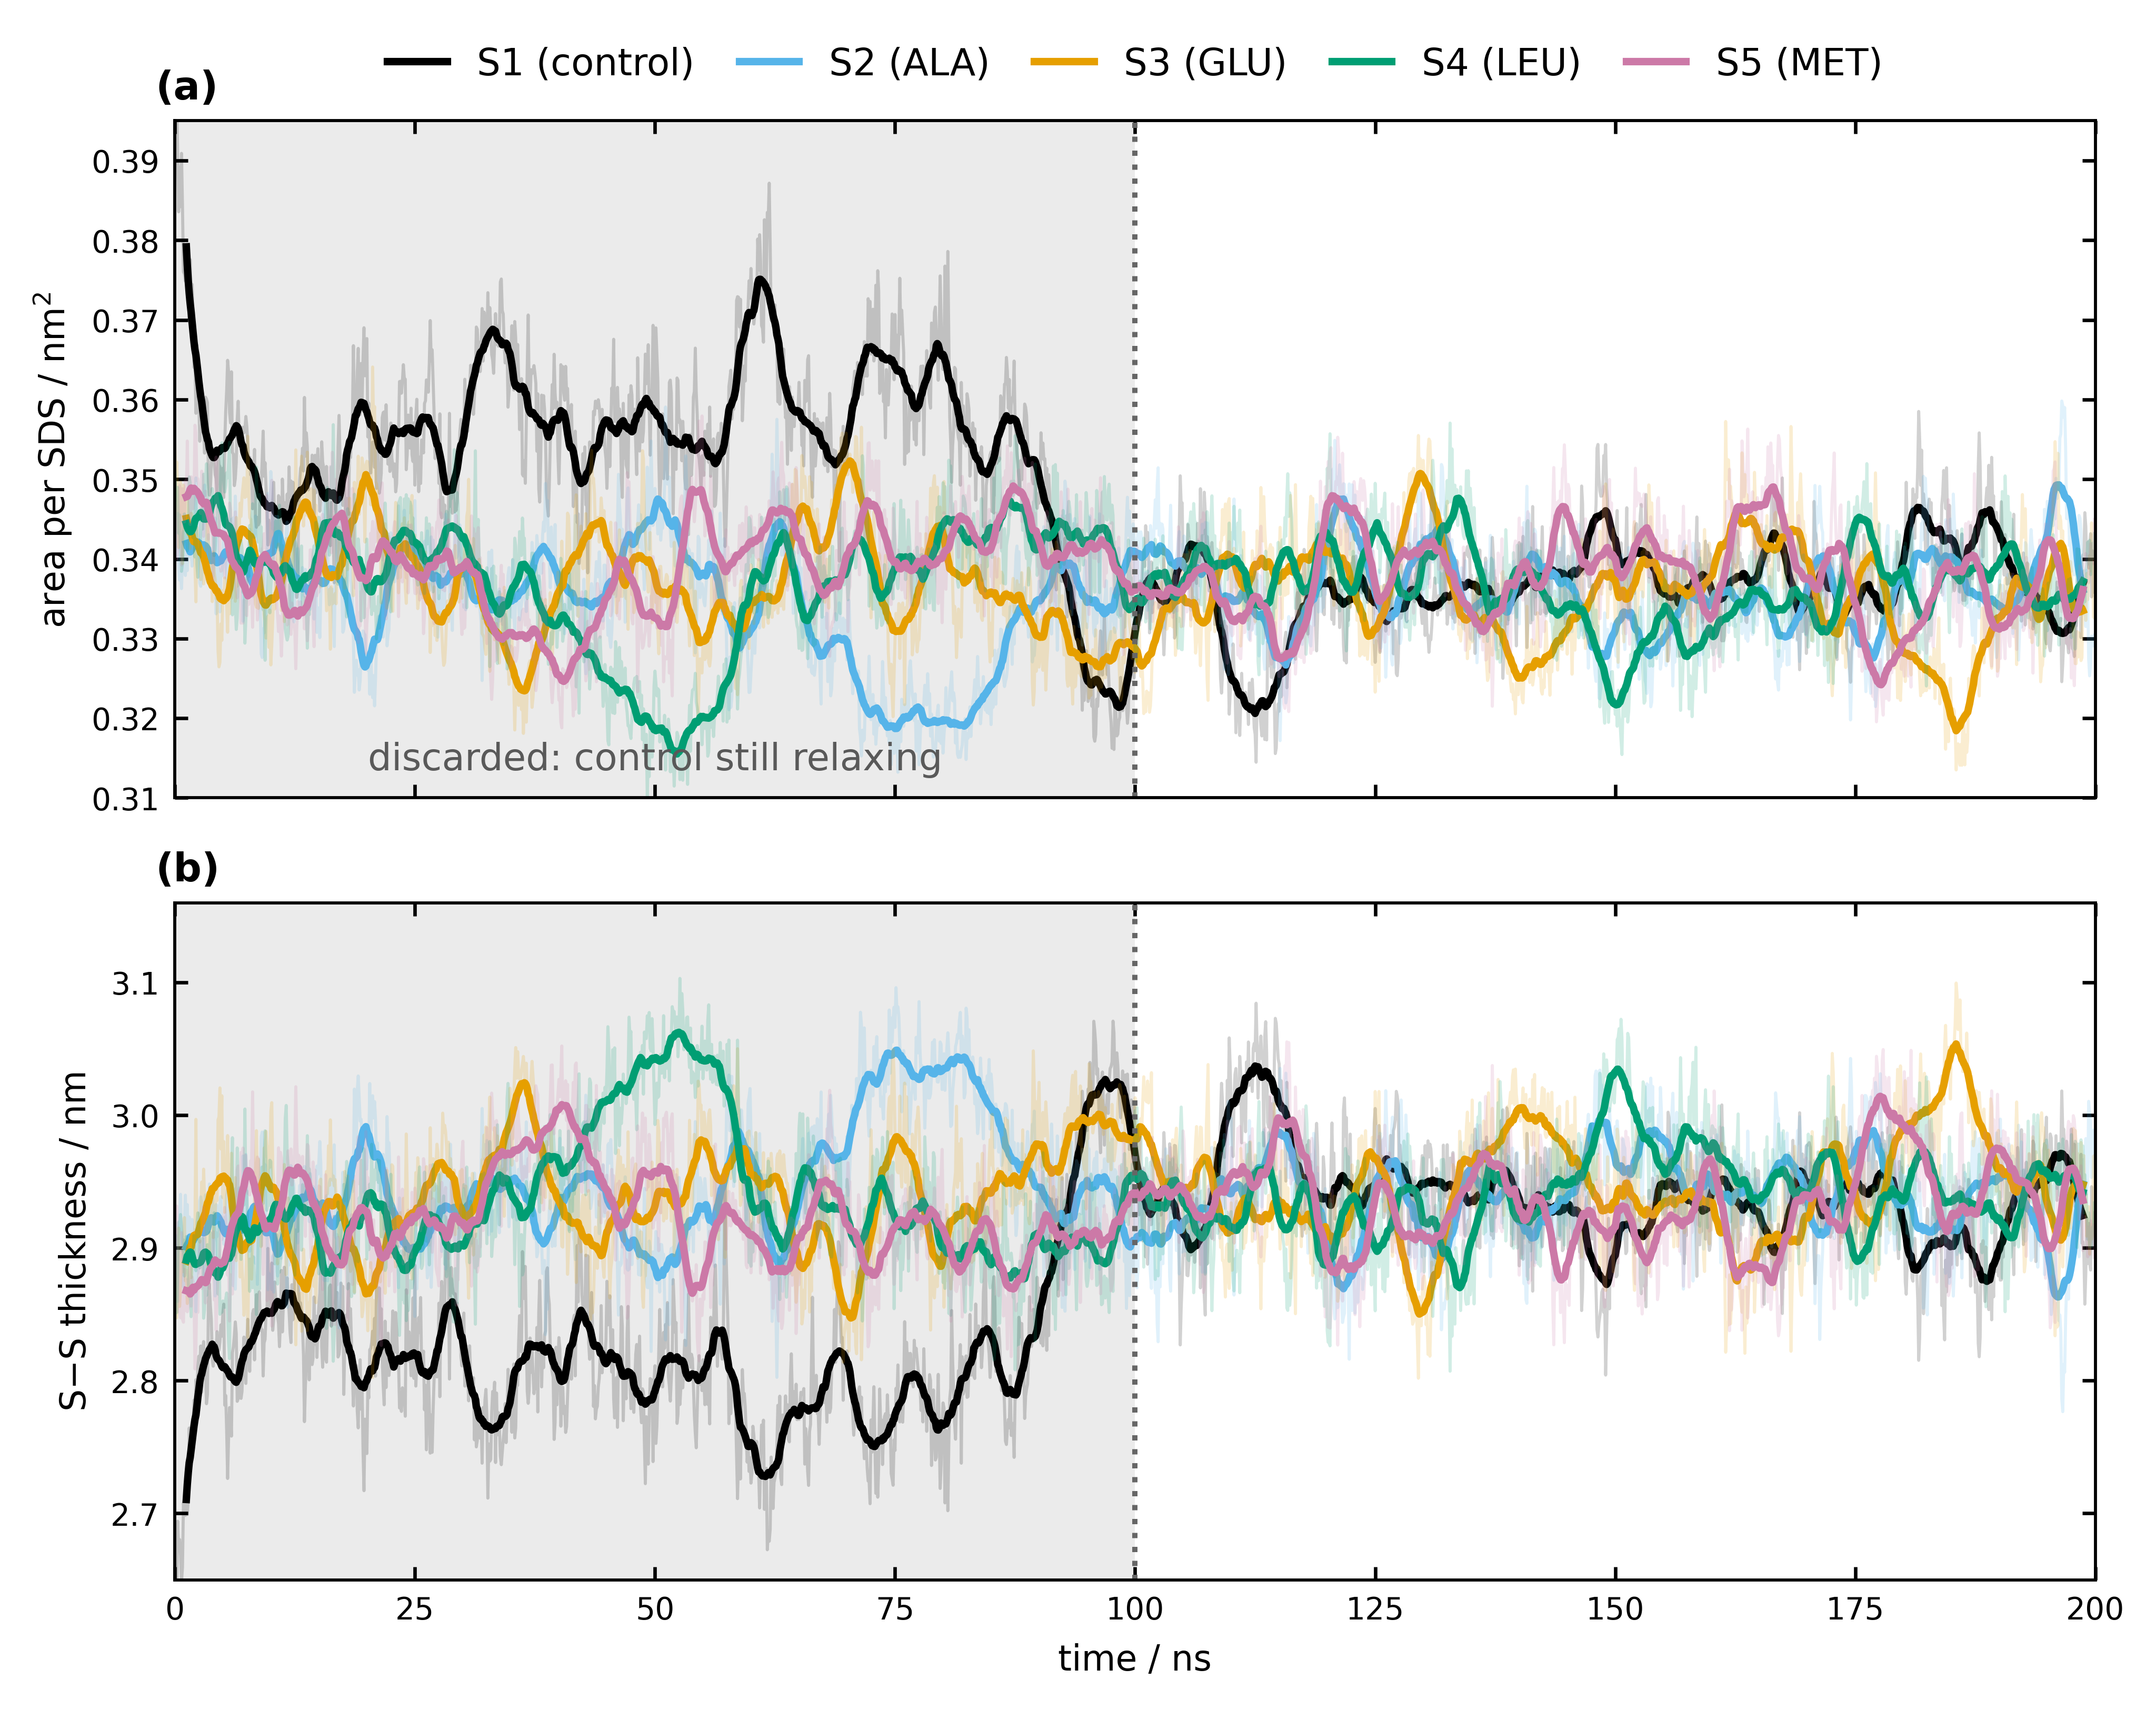 S1 (control) S2 (ALA) S3 (GLU) S4 (LEU) S5 (MET)
(a)
0.39
0.38
0.37
0.36
0.35
0.34
0.33
0.32
0.31
area per SDS / nm²
discarded: control still relaxing
(b)
3.1
3.0
2.9
2.8
2.7
S−S thickness / nm
0 25 50 75 100 125 150 175 200
time / ns